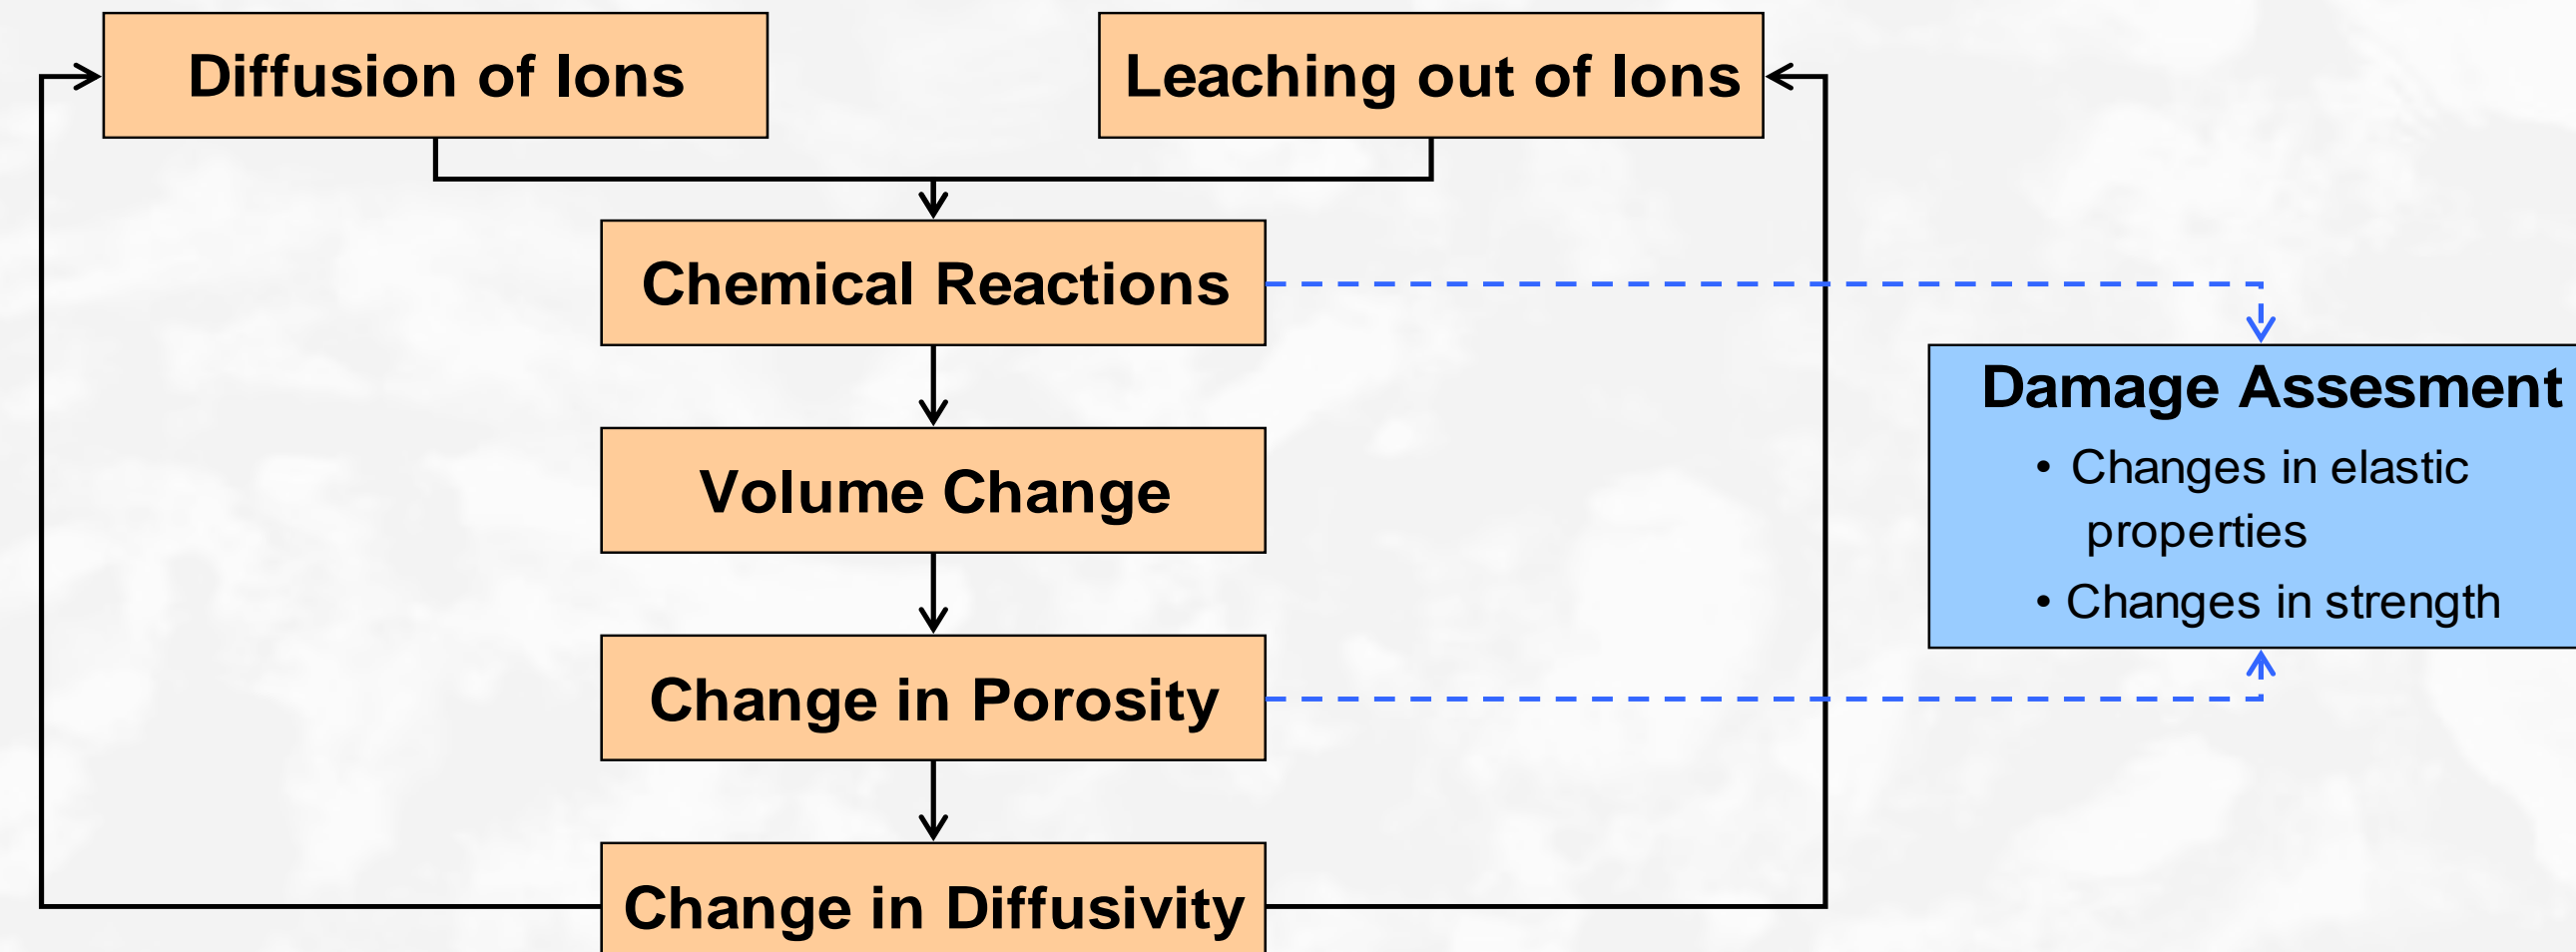 Diffusion of Ions
Leaching out of Ions
Chemical Reactions
Volume Change
Change in Porosity
Change in Diffusivity
Damage Assesment
• Changes in elastic
properties
• Changes in strength